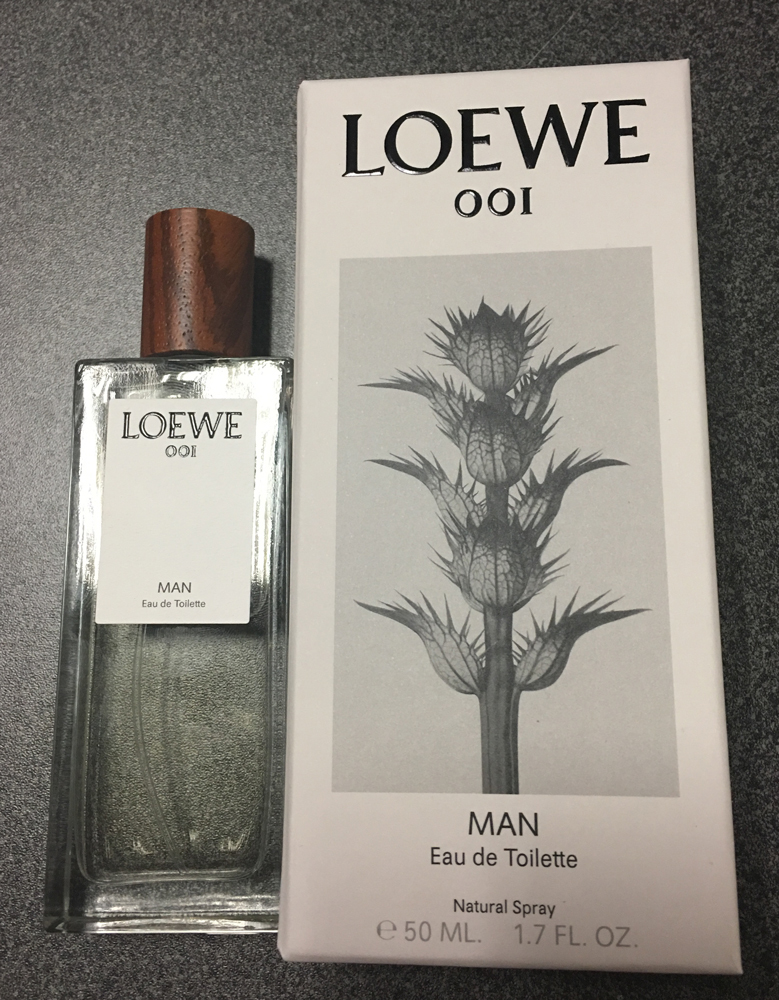 LOEWE
001
MAN
Eau de Toilette
LOEWE
001
MAN
Eau de Toilette
Natural Spray
℮ 50 ML. 1.7 FL. OZ.